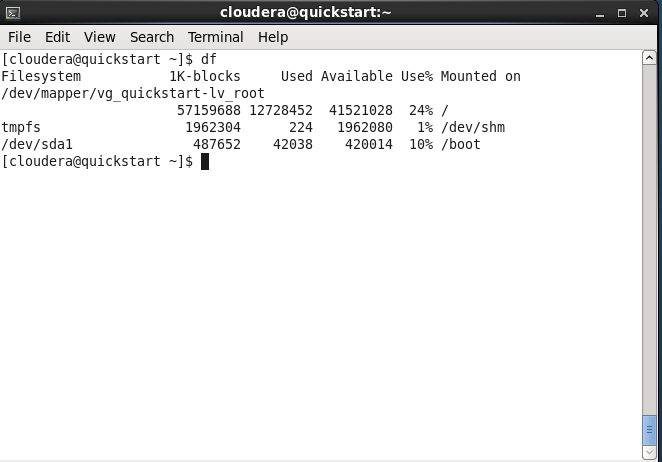 cloudera@quickstart:~
File Edit View Search Terminal Help
[cloudera@quickstart ~]$ df
Filesystem           1K-blocks     Used Available Use% Mounted on
/dev/mapper/vg_quickstart-lv_root
                      57159688 12728452  41521028  24% /
tmpfs                  1962304      224   1962080   1% /dev/shm
/dev/sda1               487652    42038    420014  10% /boot
[cloudera@quickstart ~]$